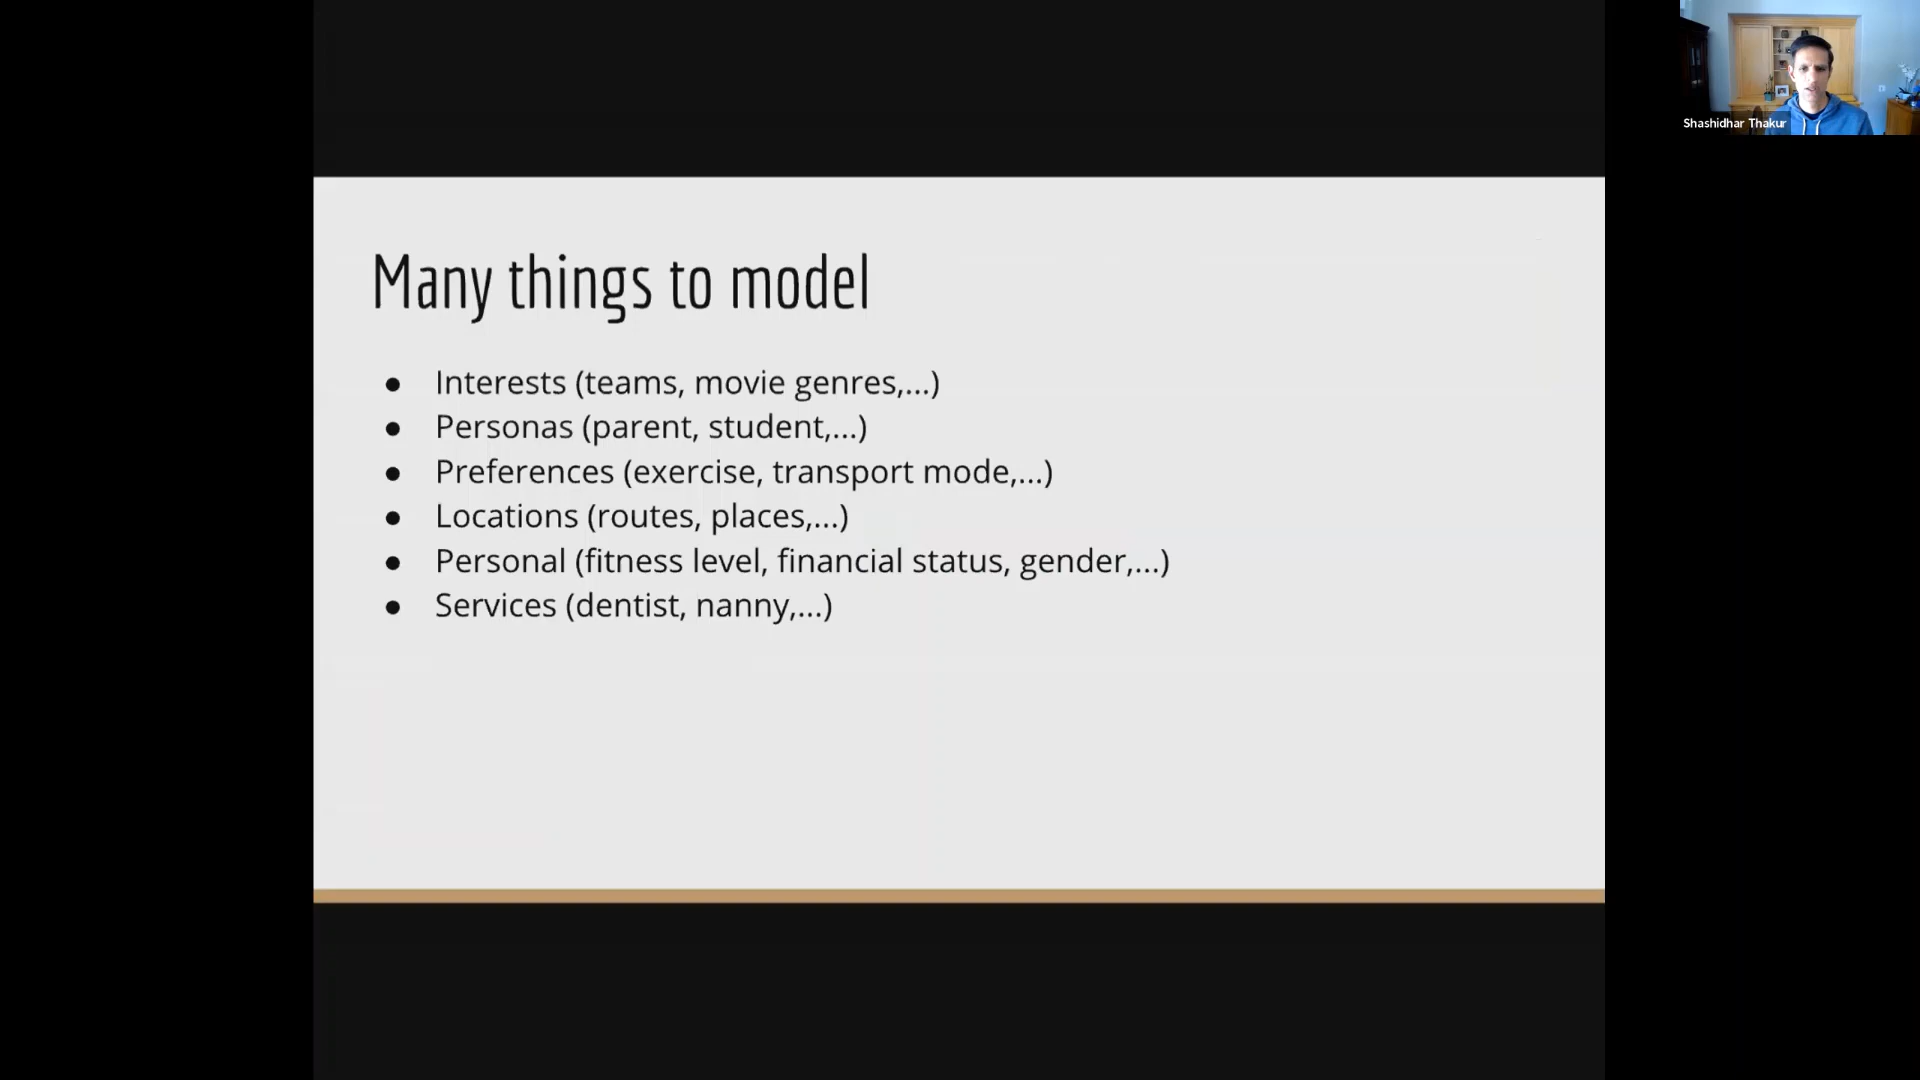 Many things to model
● Interests (teams, movie genres,...)
● Personas (parent, student,...)
● Preferences (exercise, transport mode,...)
● Locations (routes, places,...)
● Personal (fitness level, financial status, gender,...)
● Services (dentist, nanny,...)
Shashidhar Thakur